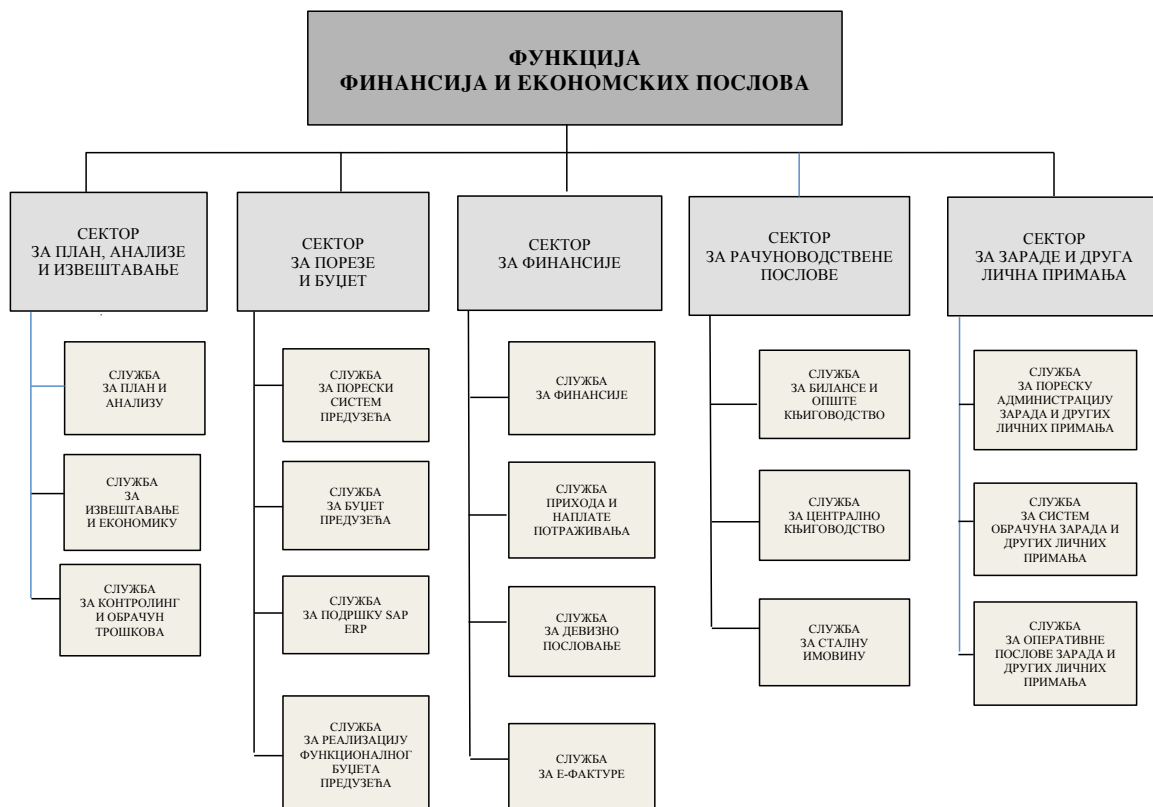 ФУНКЦИЈА
ФИНАНСИЈА И ЕКОНОМСКИХ ПОСЛОВА
СЕКТОР
ЗА ПЛАН, АНАЛИЗЕ
И ИЗВЕШТАВАЊЕ
СЛУЖБА
ЗА ПЛАН И
АНАЛИЗУ
СЛУЖБА
ЗА
ИЗВЕШТАВАЊЕ
И ЕКОНОМИКУ
СЛУЖБА
ЗА КОНТРОЛИНГ
И ОБРАЧУН
ТРОШКОВА
СЕКТОР
ЗА ПОРЕЗЕ
И БУЏЕТ
СЛУЖБА
ЗА ПОРЕСКИ
СИСТЕМ
ПРЕДУЗЕЋА
СЛУЖБА
ЗА БУЏЕТ
ПРЕДУЗЕЋА
СЛУЖБА
ЗА ПОДРШКУ SAP
ERP
СЛУЖБА
ЗА РЕАЛИЗАЦИЈУ
ФУНКЦИОНАЛНОГ
БУЏЕТА
ПРЕДУЗЕЋА
СЕКТОР
ЗА ФИНАНСИЈЕ
СЛУЖБА
ЗА ФИНАНСИЈЕ
СЛУЖБА
ПРИХОДА И
НАПЛАТЕ
ПОТРАЖИВАЊА
СЛУЖБА
ЗА ДЕВИЗНО
ПОСЛОВАЊЕ
СЛУЖБА
ЗА Е-ФАКТУРЕ
СЕКТОР
ЗА РАЧУНОВОДСТВЕНЕ
ПОСЛОВЕ
СЛУЖБА
ЗА БИЛАНСЕ И
ОПШТЕ
КЊИГОВОДСТВО
СЛУЖБА
ЗА ЦЕНТРАЛНО
КЊИГОВОДСТВО
СЛУЖБА
ЗА СТАЛНУ
ИМОВИНУ
СЕКТОР
ЗА ЗАРАДЕ И ДРУГА
ЛИЧНА ПРИМАЊА
СЛУЖБА
ЗА ПОРЕСКУ
АДМИНИСТРАЦИЈУ
ЗАРАДА И ДРУГИХ
ЛИЧНИХ ПРИМАЊА
СЛУЖБА
ЗА СИСТЕМ
ОБРАЧУНА ЗАРАДА И
ДРУГИХ ЛИЧНИХ
ПРИМАЊА
СЛУЖБА
ЗА ОПЕРАТИВНЕ
ПОСЛОВЕ ЗАРАДА И
ДРУГИХ ЛИЧНИХ
ПРИМАЊА